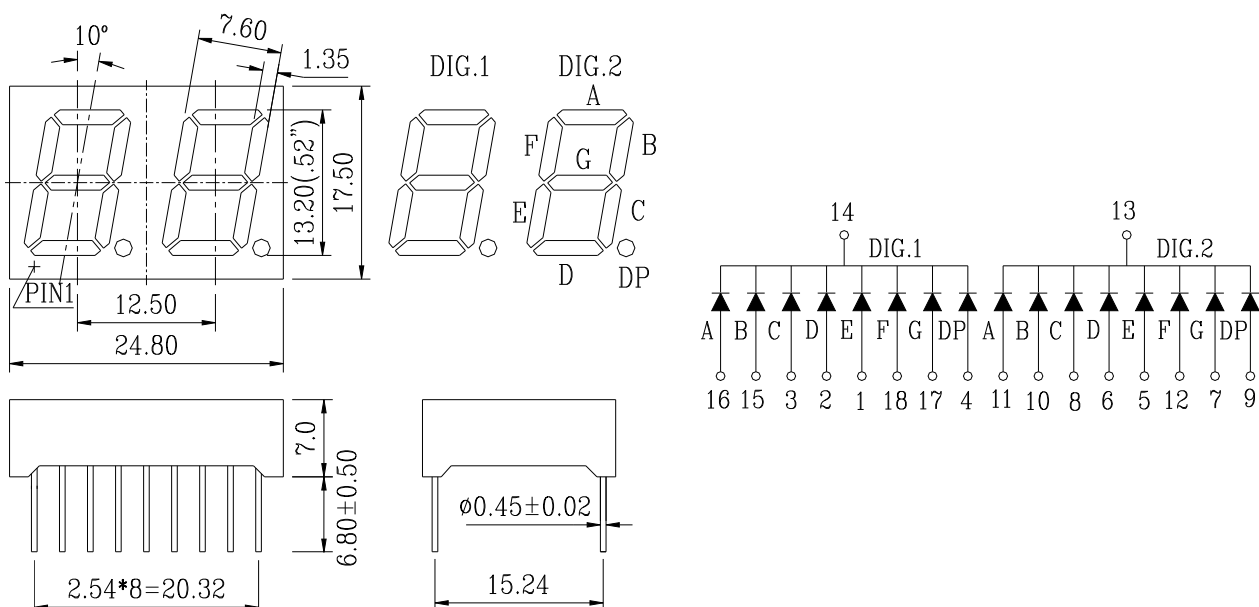 10°
7.60
1.35
DIG.1 DIG.2
A
F B
G
E C
D DP
13.20(.52")
17.50
PIN1
12.50
24.80
14 13
DIG.1 DIG.2
A B C D E F G DP A B C D E F G DP
16 15 3 2 1 18 17 4 11 10 8 6 5 12 7 9
7.0
6.80±0.50
2.54*8=20.32
ø0.45±0.02
15.24